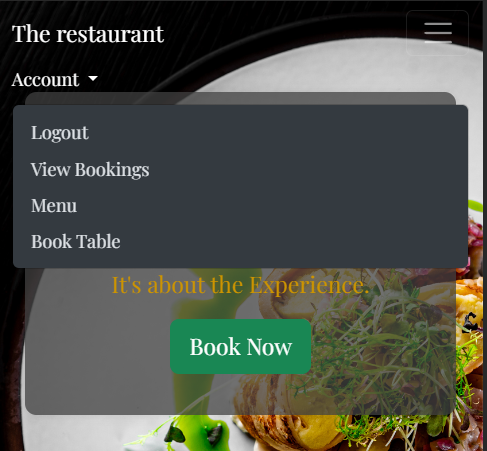 The restaurant
Account
Logout
View Bookings
Menu
Book Table
It's about the Experience.
Book Now